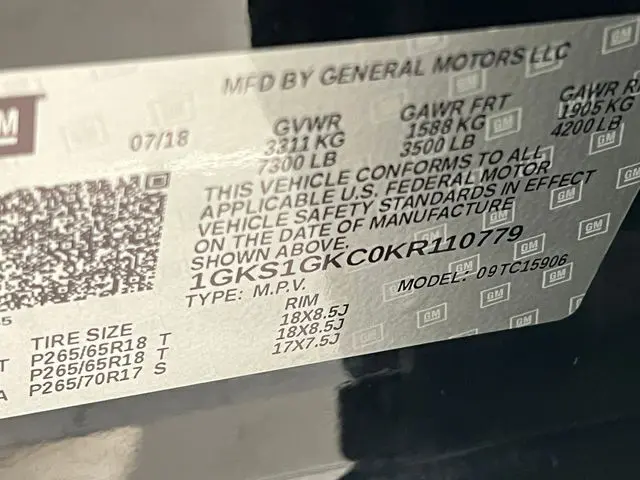 MFD BY GENERAL MOTORS LLC
07/18
GVWR
3311 KG
7300 LB
GAWR FRT
1588 KG
3500 LB
GAWR
1905 KG
4200 LB
THIS VEHICLE CONFORMS TO ALL
APPLICABLE U.S. FEDERAL MOTOR
VEHICLE SAFETY STANDARDS IN EFFECT
ON THE DATE OF MANUFACTURE
SHOWN ABOVE.
1GKS1GKC0KR110779
TYPE: M.P.V.
MODEL: 09TC15906
TIRE SIZE
RIM
P265/65R18 T
18X8.5J
P265/65R18 T
18X8.5J
P265/70R17 S
17X7.5J
GM